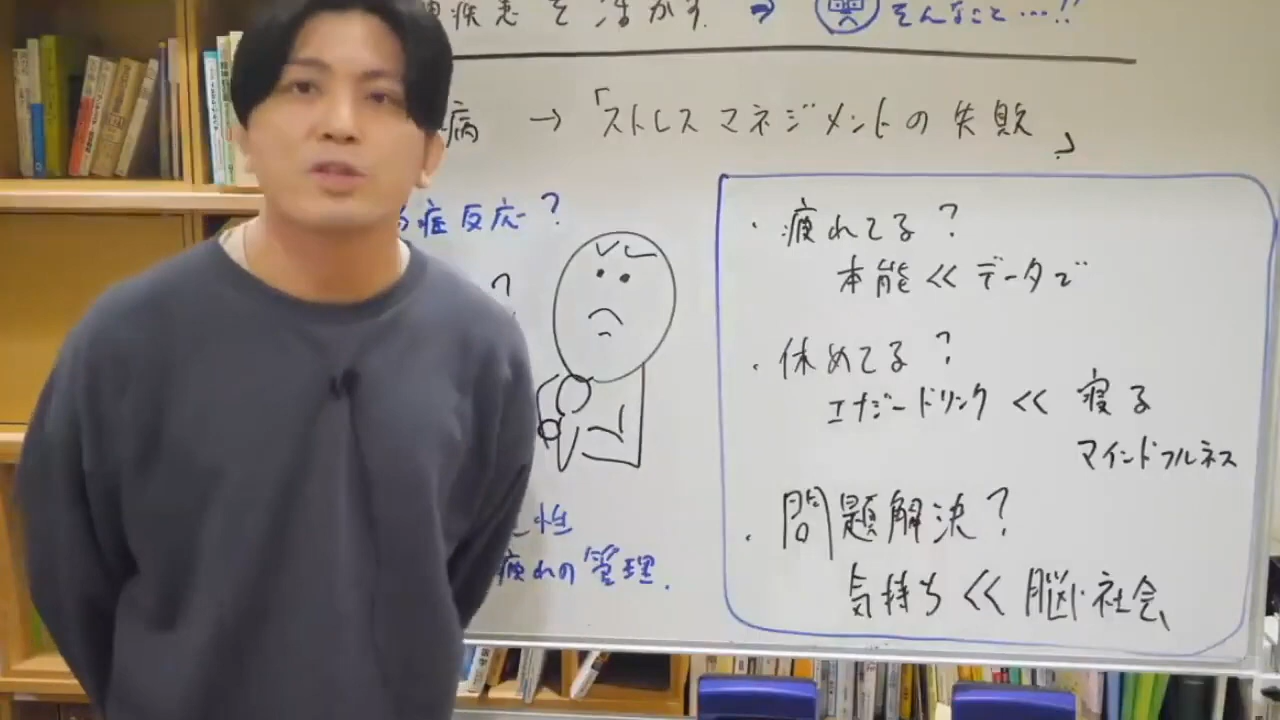 疾患を活かす → そんなこと…!!
病 → 「ストレスマネジメントの失敗」
症反応？
？
性
疲れの管理.
・疲れてる？
本能 << データで
・休めてる？
エナジードリンク << 寝る
マインドフルネス
・問題解決？
気持ち << 脳・社会